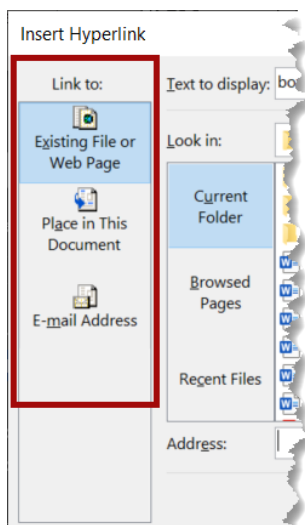 Insert Hyperlink
Link to:
Existing File or
Web Page
Place in This
Document
E-mail Address
Text to display:
Look in:
Current
Folder
Browsed
Pages
Recent Files
Address: